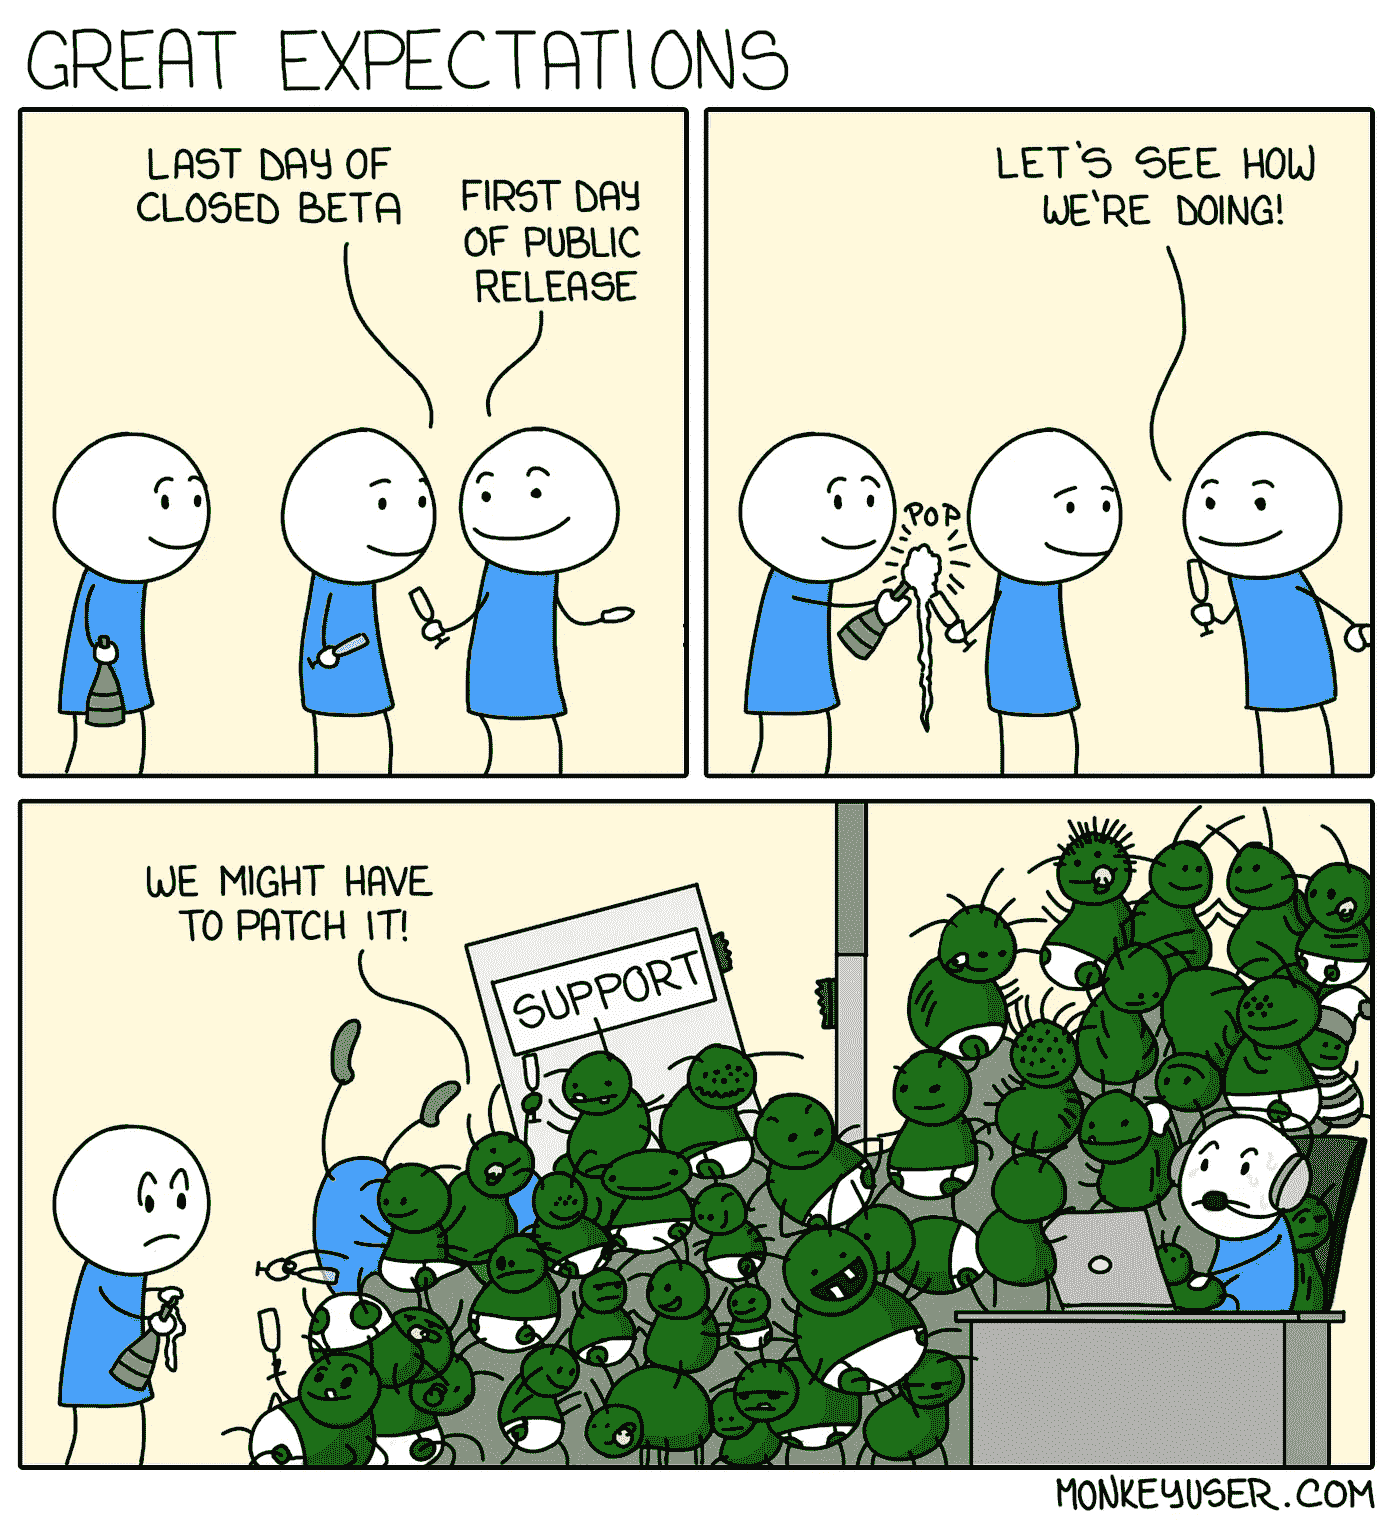 GREAT EXPECTATIONS
LAST DAY OF
CLOSED BETA
FIRST DAY
OF PUBLIC
RELEASE
LET'S SEE HOW
WE'RE DOING!
POP
WE MIGHT HAVE
TO PATCH IT!
SUPPORT
MONKEYUSER.COM